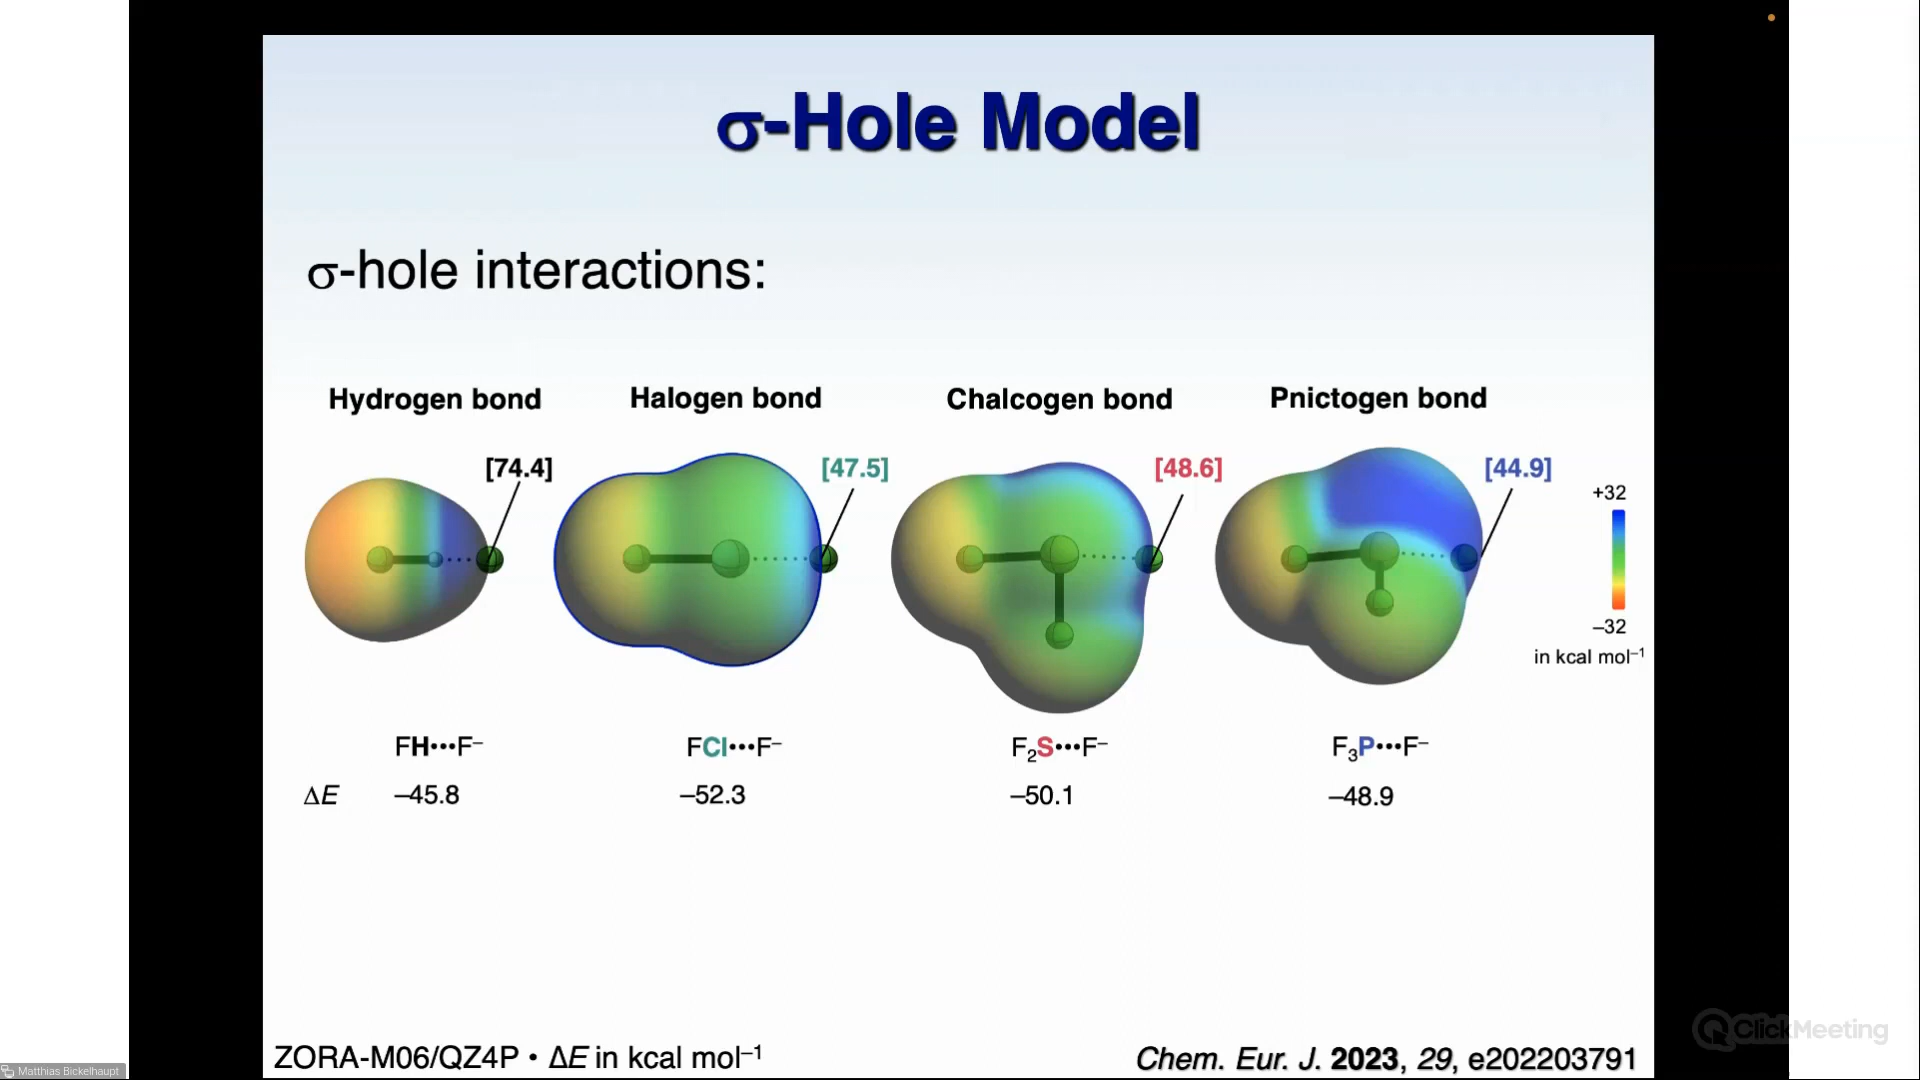 σ-Hole Model
σ-hole interactions:
Hydrogen bond
Halogen bond
Chalcogen bond
Pnictogen bond
[74.4]
[47.5]
[48.6]
[44.9]
+32
–32
in kcal mol⁻¹
FH•••F⁻
FCl•••F⁻
F₂S•••F⁻
F₃P•••F⁻
ΔE –45.8 –52.3 –50.1 –48.9
ZORA-M06/QZ4P • ΔE in kcal mol⁻¹
Chem. Eur. J. 2023, 29, e202203791
ClickMeeting
Matthias Bickelhaupt